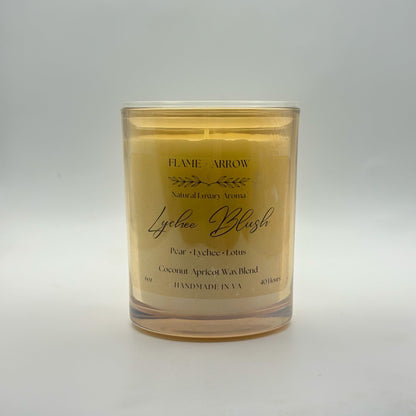 FLAME ARROW
Natural Luxury Aroma
Lychee Blush
Pear • Lychee • Lotus
Coconut Apricot Wax Blend
6oz 40 Hours
HANDMADE IN VA